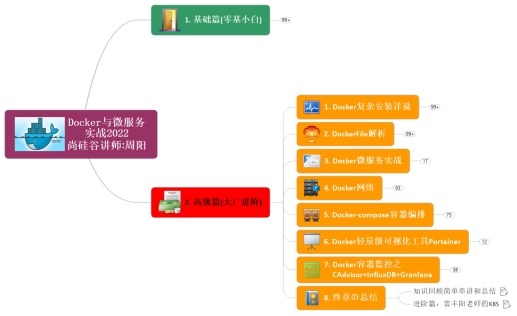 Docker与微服务
实战2022
尚硅谷讲师:周阳
1. 基础篇(零基小白)
99+
2. 高级篇(大厂进阶)
1. Docker复杂安装详说
99+
2. DockerFile解析
99+
3. Docker微服务实战
17
4. Docker网络
93
5. Docker-compose容器编排
75
6. Docker轻量级可视化工具Portainer
12
7. Docker容器监控之
CAdvisor+InfluxDB+Granfana
38
8. 终章の总结
知识回顾简单串讲和总结
进阶篇：雷丰阳老师的K8S